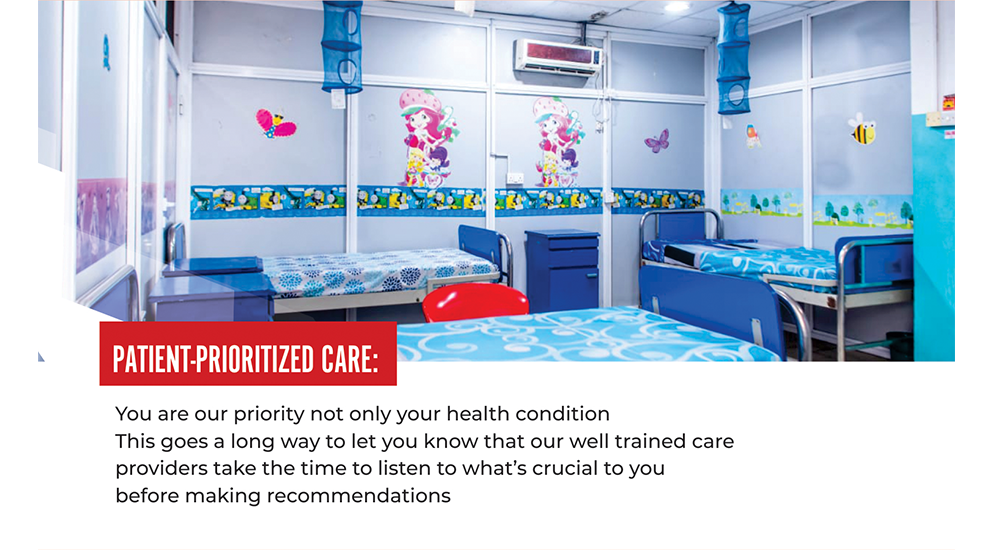 PATIENT-PRIORITIZED CARE:
You are our priority not only your health condition
This goes a long way to let you know that our well trained care
providers take the time to listen to what’s crucial to you
before making recommendations